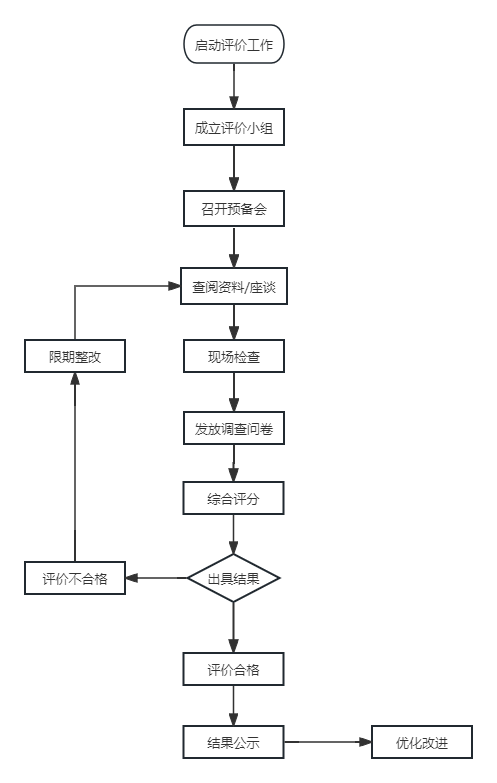 启动评价工作
成立评价小组
召开预备会
查阅资料/座谈
限期整改
现场检查
发放调查问卷
综合评分
评价不合格
出具结果
评价合格
结果公示
优化改进